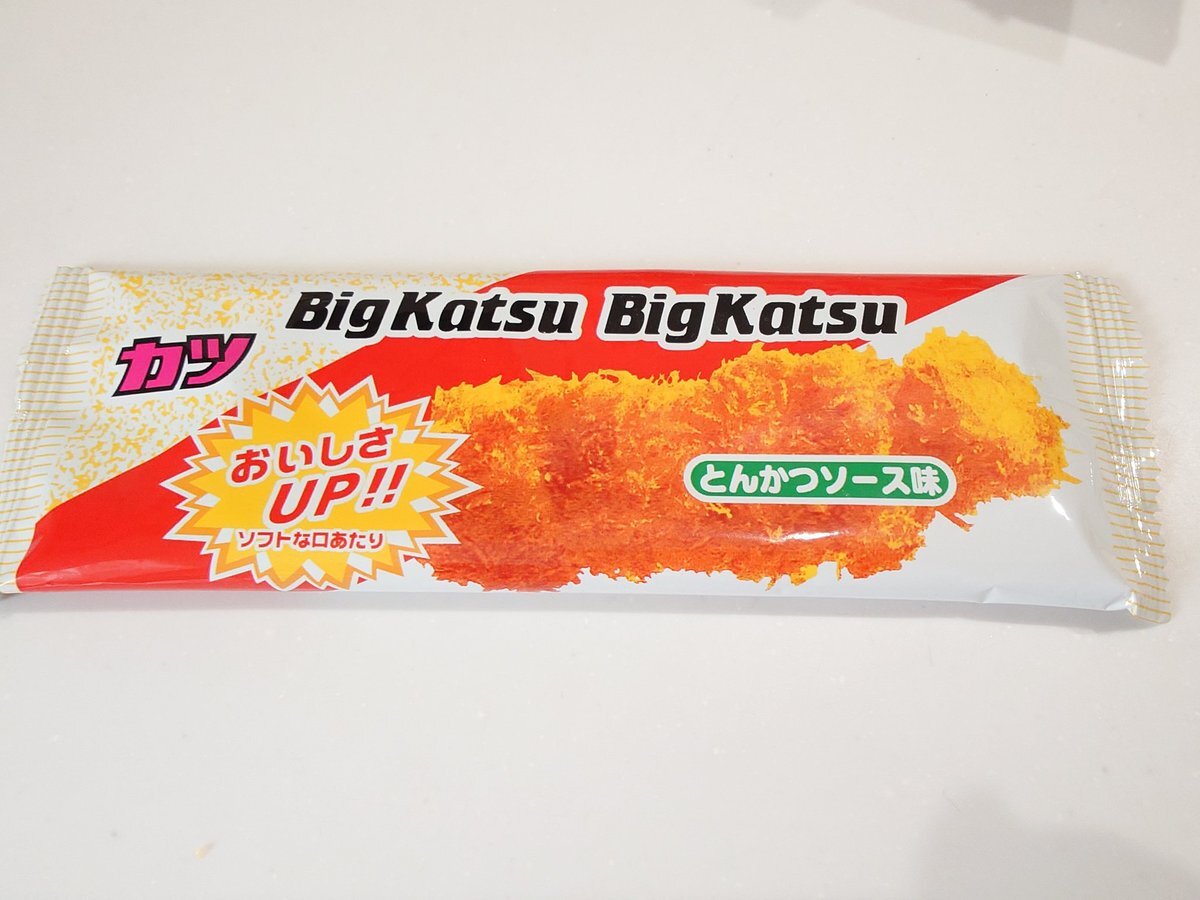 BigKatsu BigKatsu
カツ
おいしさ
UP!!
ソフトな口あたり
とんかつソース味